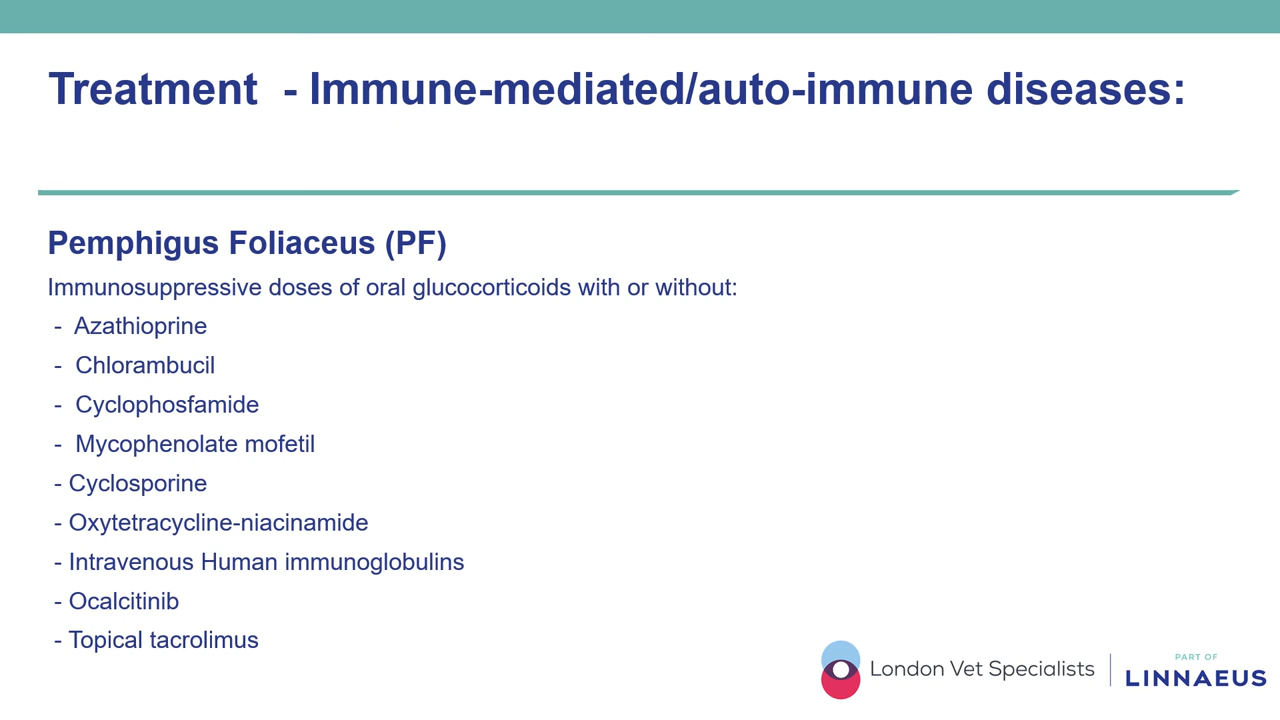 Treatment  - Immune-mediated/auto-immune diseases:
Pemphigus Foliaceus (PF)
Immunosuppressive doses of oral glucocorticoids with or without:
-  Azathioprine
-  Chlorambucil
-  Cyclophosfamide
-  Mycophenolate mofetil
- Cyclosporine
- Oxytetracycline-niacinamide
- Intravenous Human immunoglobulins
- Ocalcitinib
- Topical tacrolimus
London Vet Specialists
PART OF
LINNAEUS